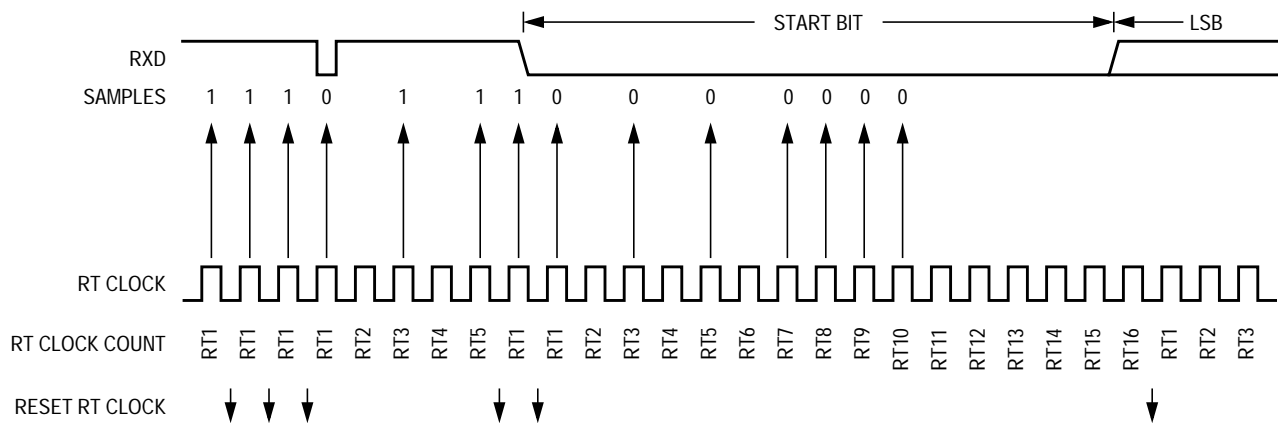 START BIT LSB
RXD
SAMPLES 1 1 1 0 1 1 1 0 0 0 0 0 0 0
RT CLOCK
RT CLOCK COUNT RT1 RT1 RT1 RT1 RT2 RT3 RT4 RT5 RT1 RT1 RT2 RT3 RT4 RT5 RT6 RT7 RT8 RT9 RT10 RT11 RT12 RT13 RT14 RT15 RT16 RT1 RT2 RT3
RESET RT CLOCK